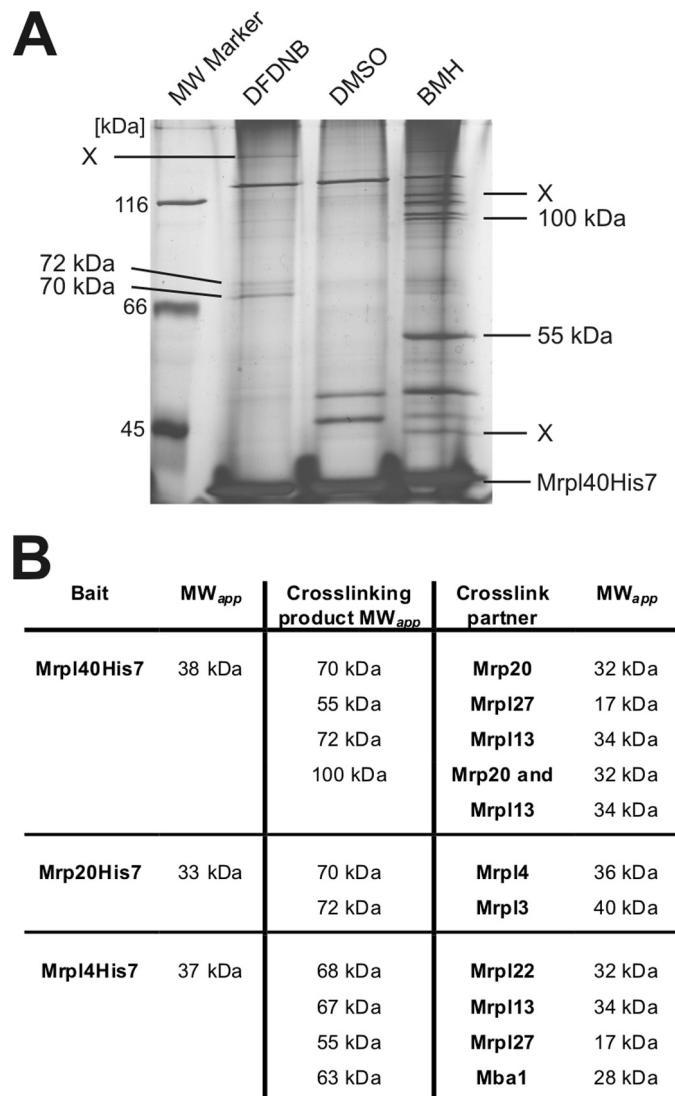 A
MW Marker
DFDNB
DMSO
BMH
[kDa]
X
116
X
100 kDa
72 kDa
70 kDa
66
55 kDa
45
X
Mrpl40His7
B
Bait MWapp Crosslinking product MWapp Crosslink partner MWapp
Mrpl40His7 38 kDa 70 kDa Mrp20 32 kDa
55 kDa Mrpl27 17 kDa
72 kDa Mrpl13 34 kDa
100 kDa Mrp20 and 32 kDa
Mrpl13 34 kDa
Mrp20His7 33 kDa 70 kDa Mrpl4 36 kDa
72 kDa Mrpl3 40 kDa
Mrpl4His7 37 kDa 68 kDa Mrpl22 32 kDa
67 kDa Mrpl13 34 kDa
55 kDa Mrpl27 17 kDa
63 kDa Mba1 28 kDa